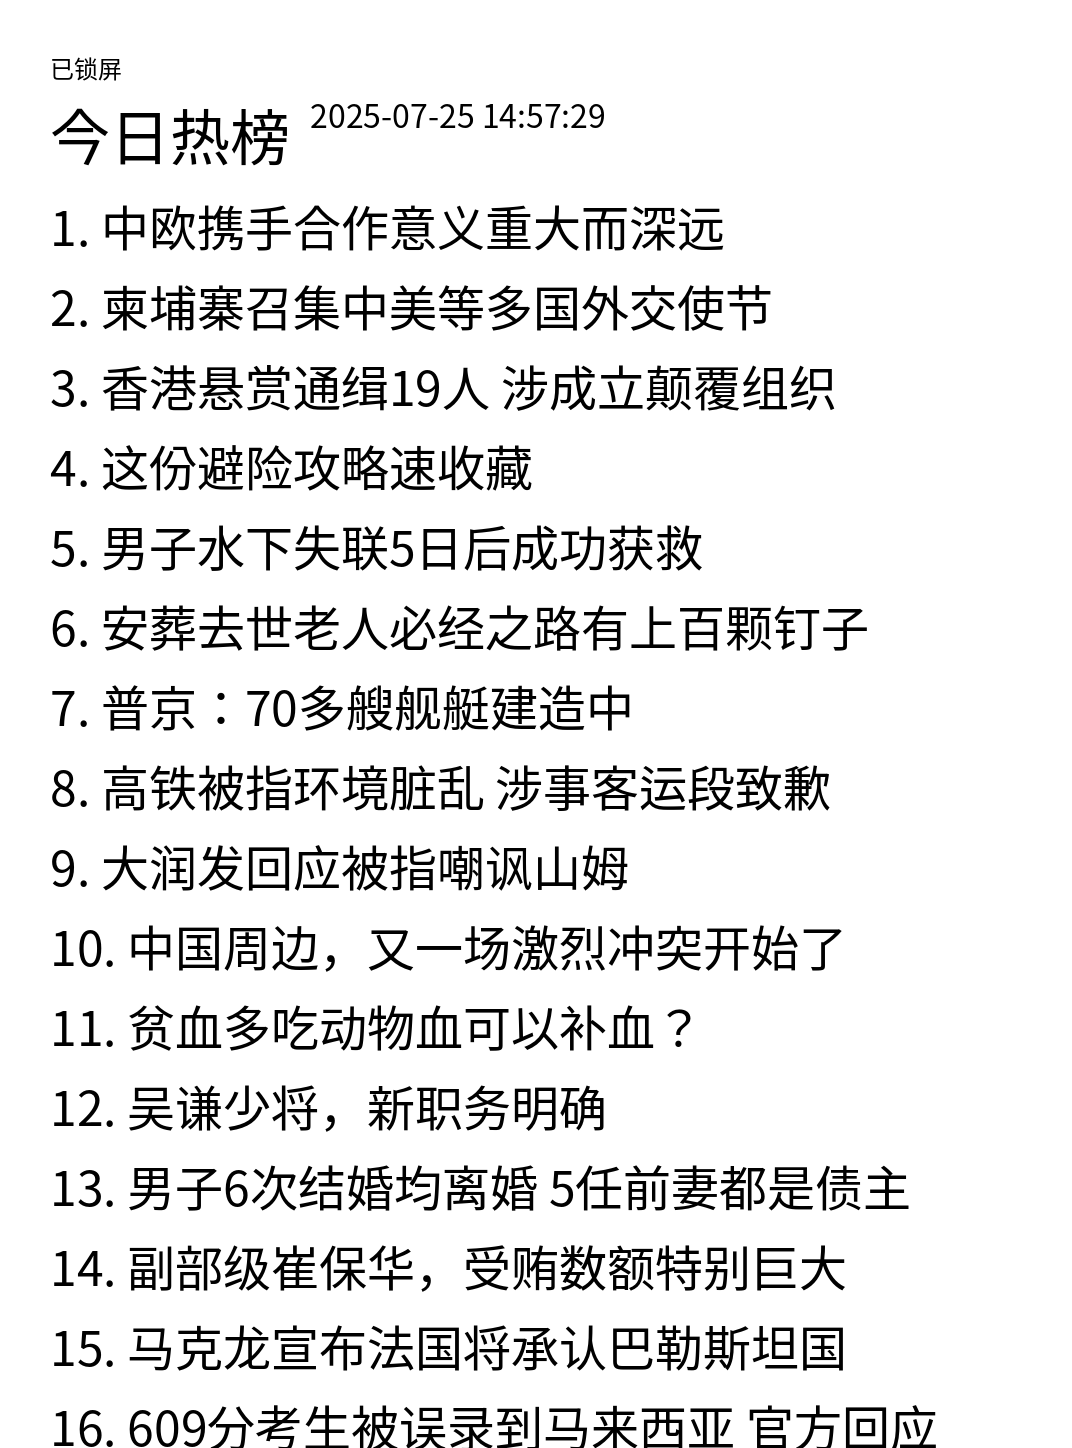 已锁屏
今日热榜 2025-07-25 14:57:29
1. 中欧携手合作意义重大而深远
2. 柬埔寨召集中美等多国外交使节
3. 香港悬赏通缉19人 涉成立颠覆组织
4. 这份避险攻略速收藏
5. 男子水下失联5日后成功获救
6. 安葬去世老人必经之路有上百颗钉子
7. 普京：70多艘舰艇建造中
8. 高铁被指环境脏乱 涉事客运段致歉
9. 大润发回应被指嘲讽山姆
10. 中国周边，又一场激烈冲突开始了
11. 贫血多吃动物血可以补血？
12. 吴谦少将，新职务明确
13. 男子6次结婚均离婚 5任前妻都是债主
14. 副部级崔保华，受贿数额特别巨大
15. 马克龙宣布法国将承认巴勒斯坦国
16. 609分考生被误录到马来西亚 官方回应